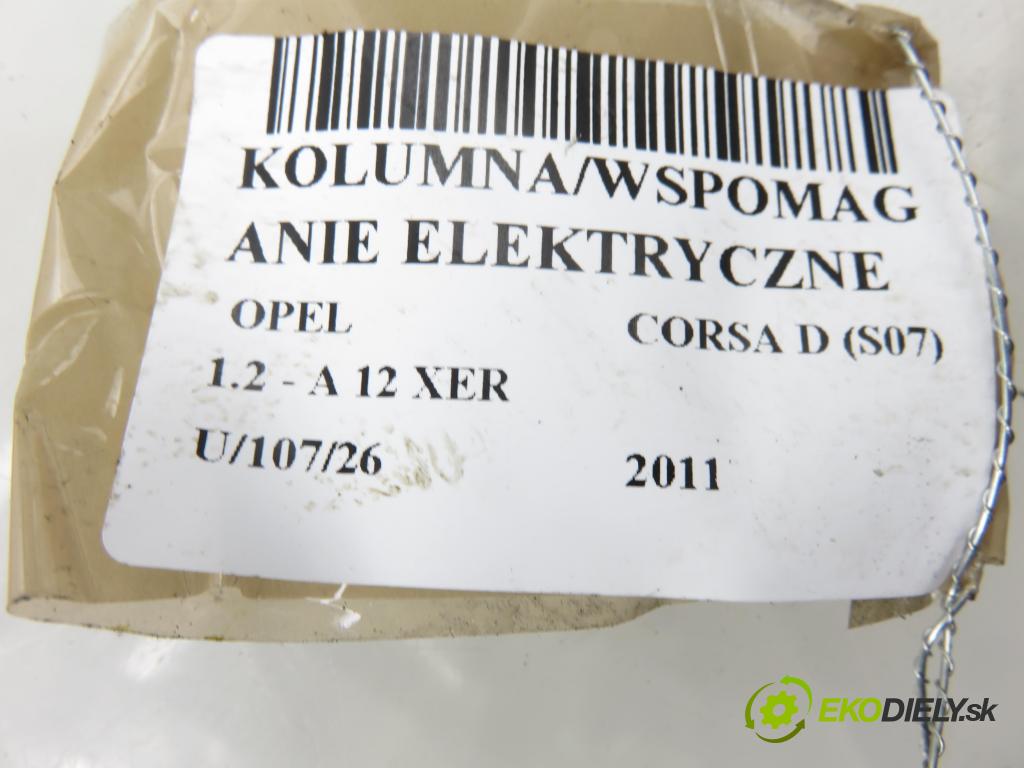 KOLUMNA/WSPOMAG
ANIE ELEKTRYCZNE
OPEL CORSA D (S07)
1.2 - A 12 XER
U/107/26 2011
EKODIELY.sk